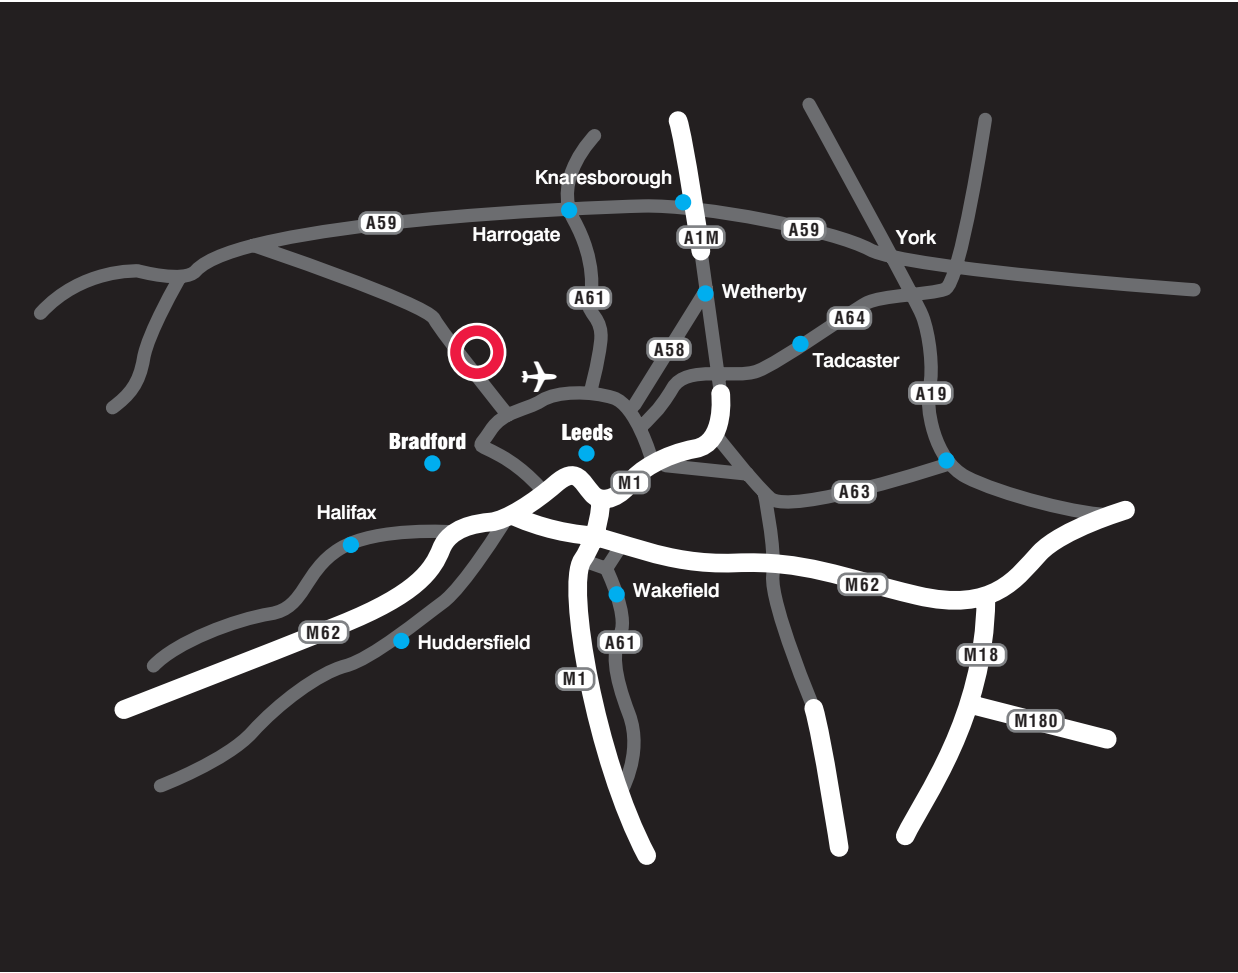 Knaresborough
A59
Harrogate
A1M
A59
York
Wetherby
A61
A64
A58
Tadcaster
A19
Bradford
Leeds
M1
A63
Halifax
M62
Wakefield
M62
Huddersfield
A61
M18
M1
M180